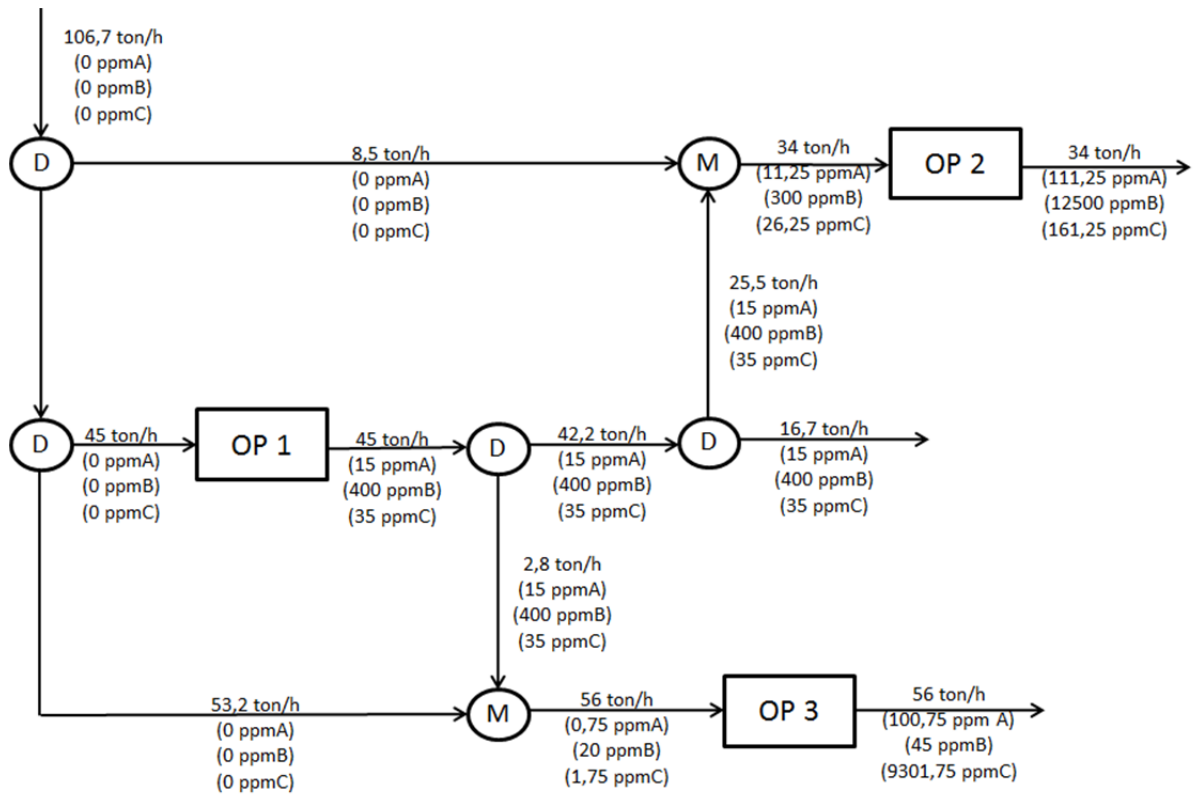 106,7 ton/h
(0 ppmA)
(0 ppmB)
(0 ppmC)
D
8,5 ton/h
(0 ppmA)
(0 ppmB)
(0 ppmC)
M
34 ton/h
(11,25 ppmA)
(300 ppmB)
(26,25 ppmC)
OP 2
34 ton/h
(111,25 ppmA)
(12500 ppmB)
(161,25 ppmC)
25,5 ton/h
(15 ppmA)
(400 ppmB)
(35 ppmC)
D
45 ton/h
(0 ppmA)
(0 ppmB)
(0 ppmC)
OP 1
45 ton/h
(15 ppmA)
(400 ppmB)
(35 ppmC)
D
42,2 ton/h
(15 ppmA)
(400 ppmB)
(35 ppmC)
D
16,7 ton/h
(15 ppmA)
(400 ppmB)
(35 ppmC)
2,8 ton/h
(15 ppmA)
(400 ppmB)
(35 ppmC)
53,2 ton/h
(0 ppmA)
(0 ppmB)
(0 ppmC)
M
56 ton/h
(0,75 ppmA)
(20 ppmB)
(1,75 ppmC)
OP 3
56 ton/h
(100,75 ppm A)
(45 ppmB)
(9301,75 ppmC)